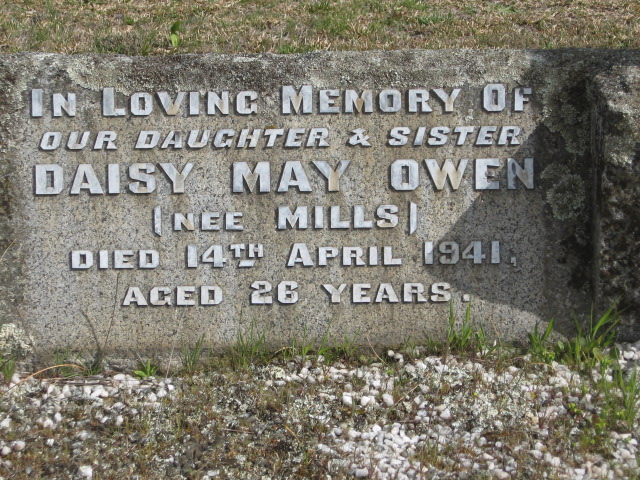 IN LOVING MEMORY OF
OUR DAUGHTER & SISTER
DAISY MAY OWEN
(NEE MILLS)
DIED 14TH APRIL 1941,
AGED 26 YEARS.